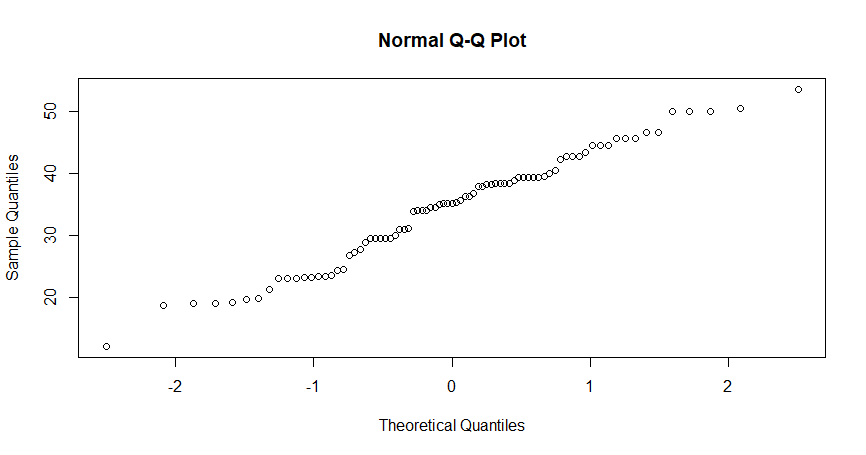 Normal Q-Q Plot
Sample Quantiles
50
40
30
20
-2 -1 0 1 2
Theoretical Quantiles